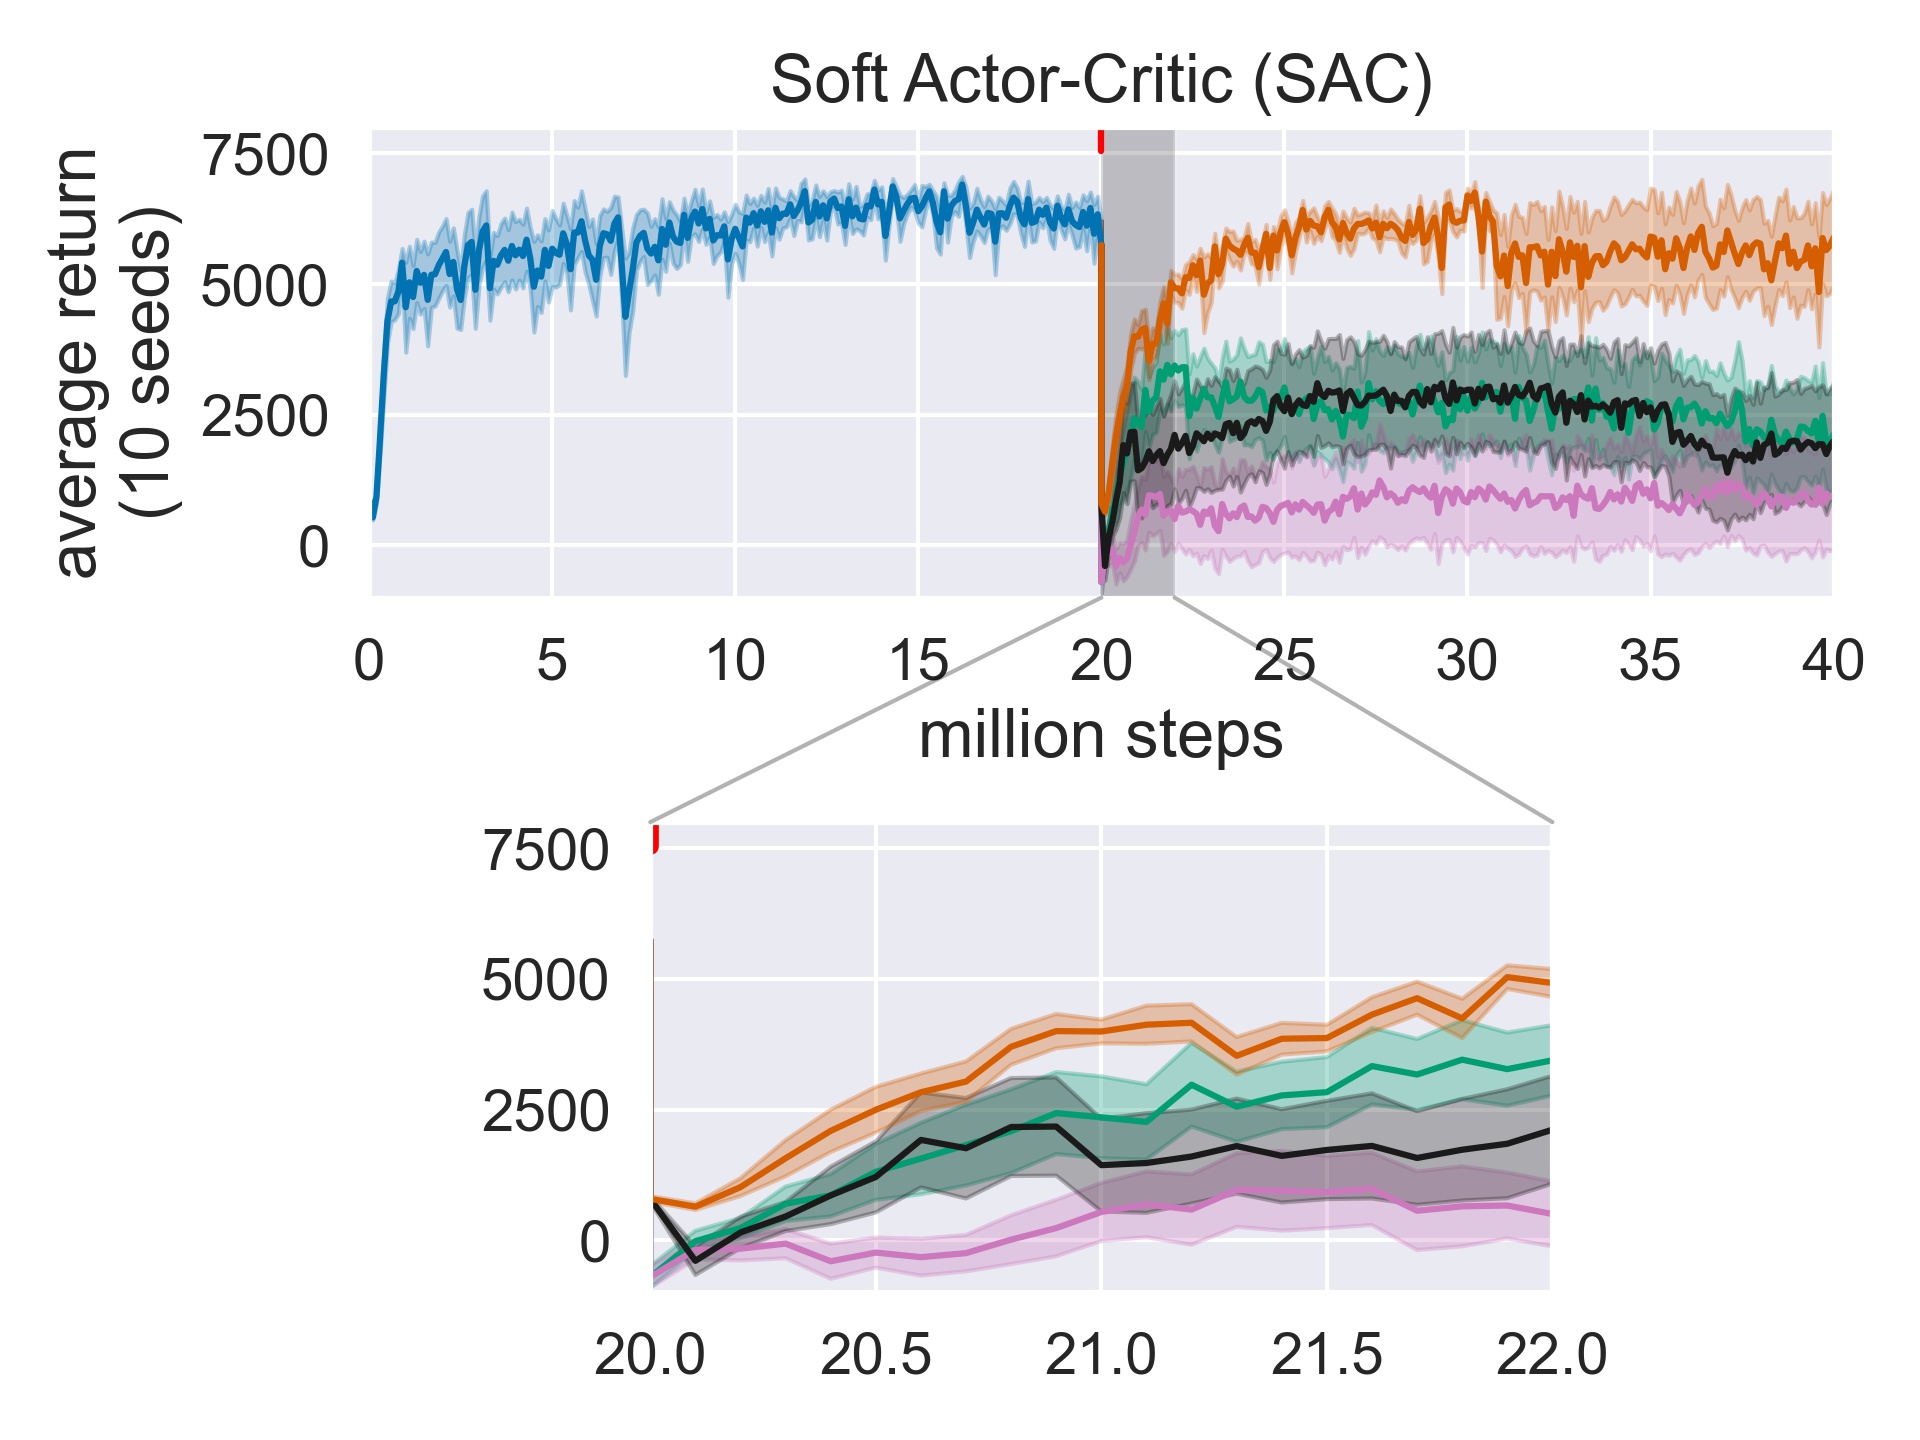 Soft Actor-Critic (SAC)
average return
(10 seeds)
7500
5000
2500
0
0 5 10 15 20 25 30 35 40
million steps
7500
5000
2500
0
20.0 20.5 21.0 21.5 22.0